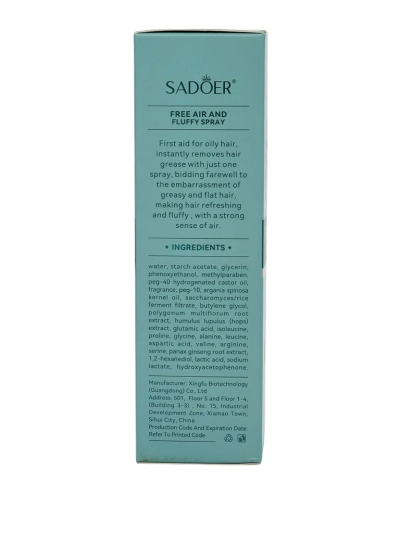 SADOER®
FREE AIR AND
FLUFFY SPRAY
First aid for oily hair,
instantly removes hair
grease with just one
spray, bidding farewell to
the embarrassment of
greasy and flat hair,
making hair refreshing
and fluffy , with a strong
sense of air.
• INGREDIENTS •
water, starch acetate, glycerin,
phenoxyethanol, methylparaben,
peg-40 hydrogenated castor oil,
fragrance, peg-10, argania spinosa
kernel oil, saccharomyces/rice
ferment filtrate, butylene glycol,
polygonum multiflorum root
extract, humulus lupulus (hops)
extract, glutamic acid, isoleucine,
proline, glycine, alanine, leucine,
aspartic acid, valine, arginine,
serine, panax ginseng root extract,
1,2-hexanediol, lactic acid, sodium
lactate, hydroxyacetophenone.
Manufacturer: Xingfu Biotechnology
(Guangdong) Co., Ltd
Address: 501, Floor 5 and Floor 1-4,
(Building 3-3) , No. 15, Industrial
Development Zone, Xiamao Town,
Sihui City, China
Production Code And Expiration Date:
Refer To Printed Code